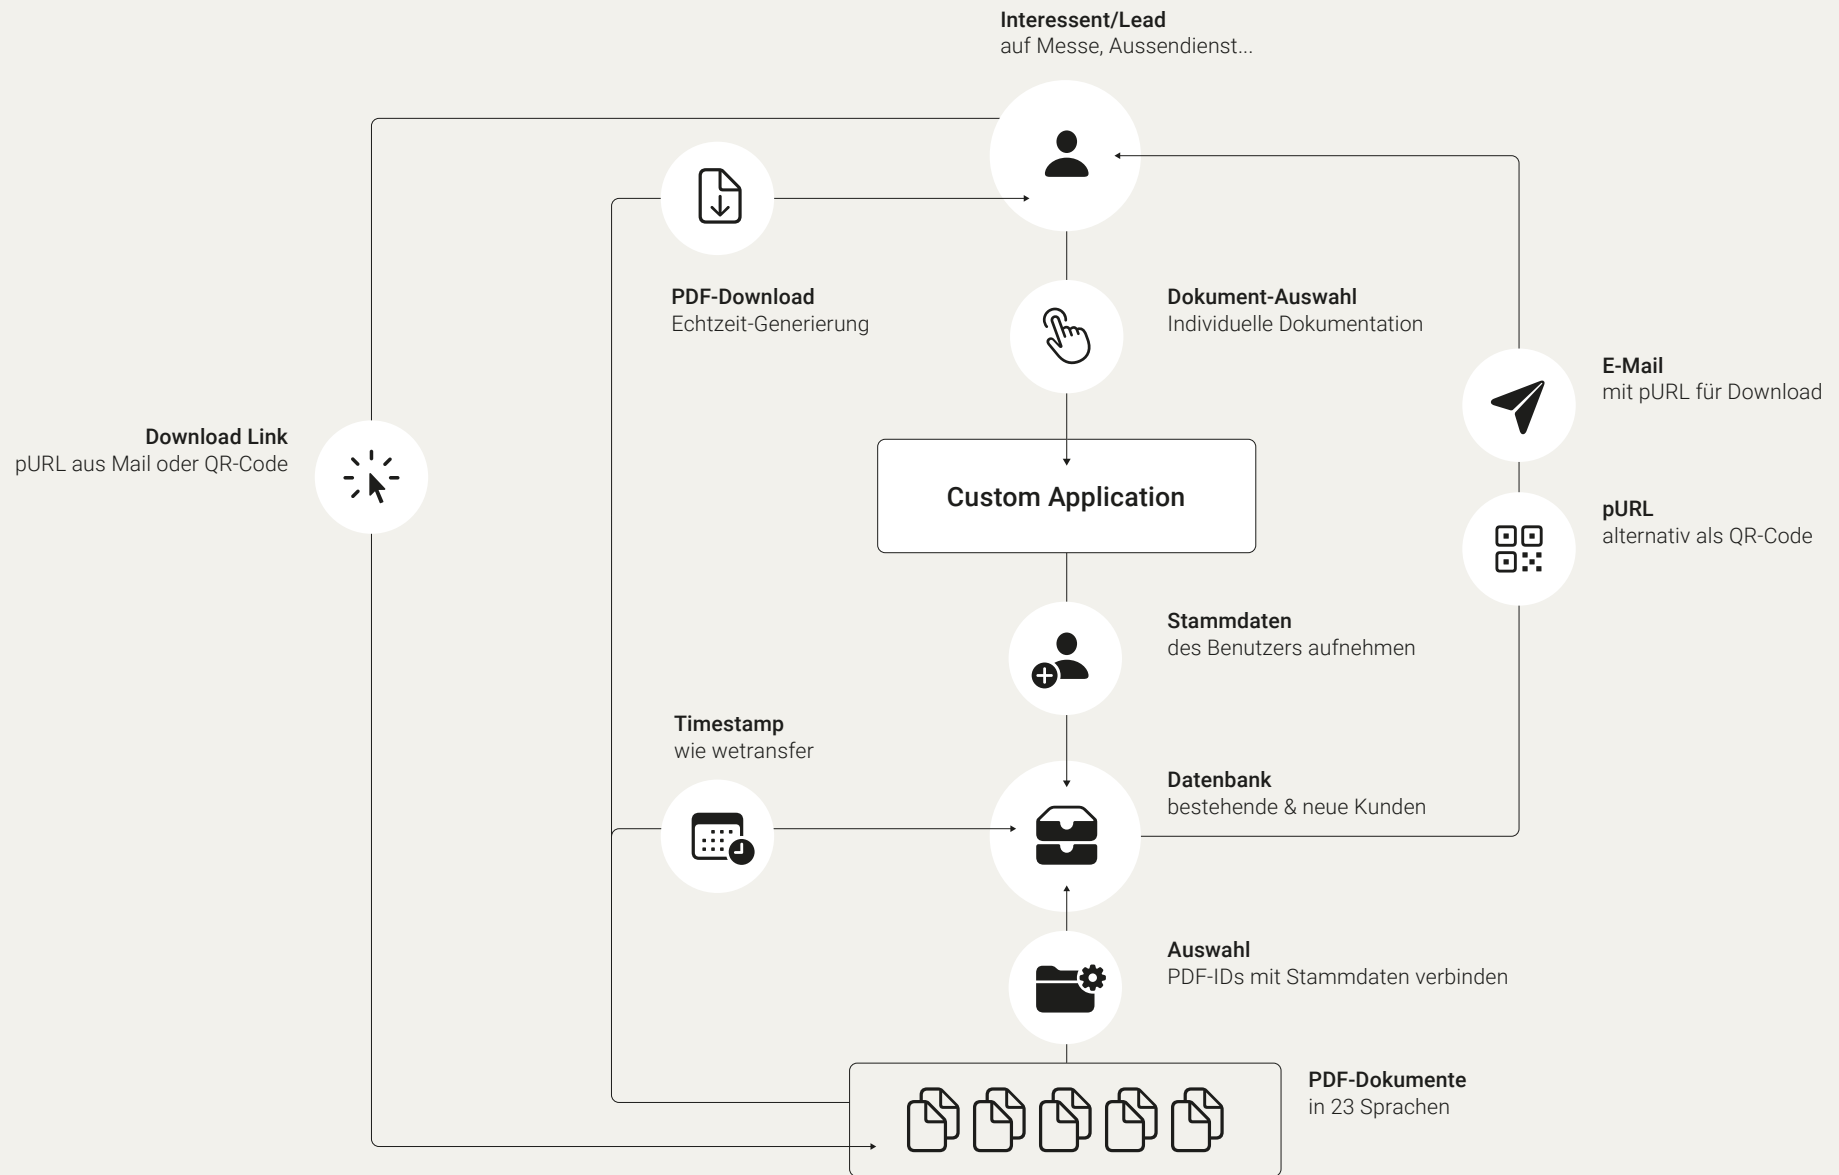 Interessent/Lead
auf Messe, Aussendienst...
PDF-Download
Echtzeit-Generierung
Dokument-Auswahl
Individuelle Dokumentation
E-Mail
mit pURL für Download
Download Link
pURL aus Mail oder QR-Code
Custom Application
pURL
alternativ als QR-Code
Stammdaten
des Benutzers aufnehmen
Timestamp
wie wetransfer
Datenbank
bestehende & neue Kunden
Auswahl
PDF-IDs mit Stammdaten verbinden
PDF-Dokumente
in 23 Sprachen